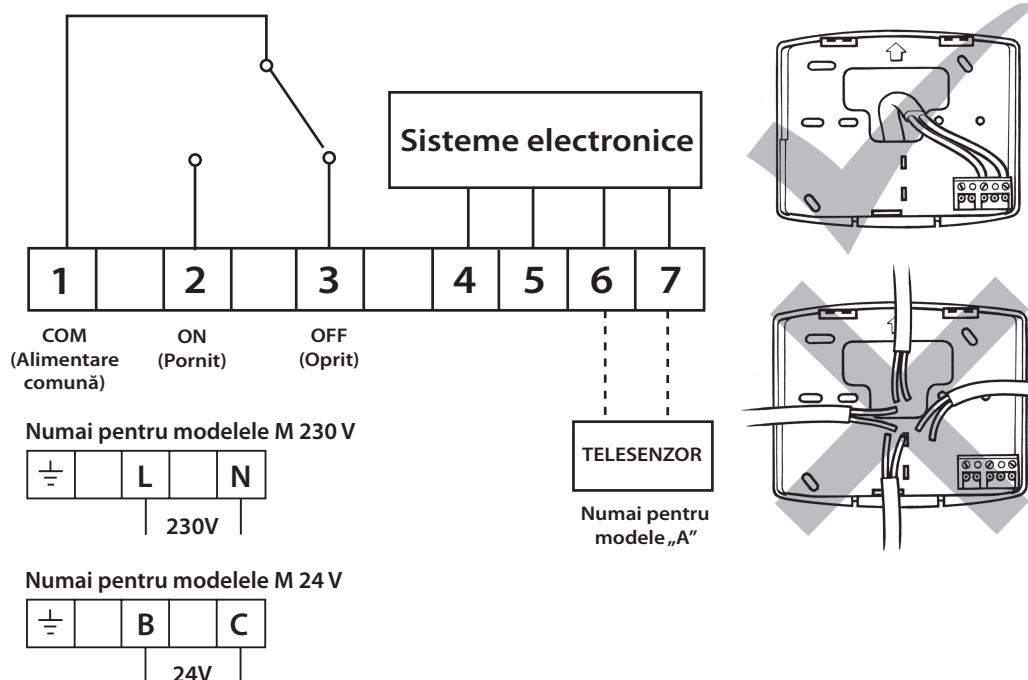 Sisteme electronice
1 2 3 4 5 6 7
COM
(Alimentare
comună)
ON
(Pornit)
OFF
(Oprit)
Numai pentru modelele M 230 V
L N
230V
TELESENZOR
Numai pentru
modele „A”
Numai pentru modelele M 24 V
B C
24V